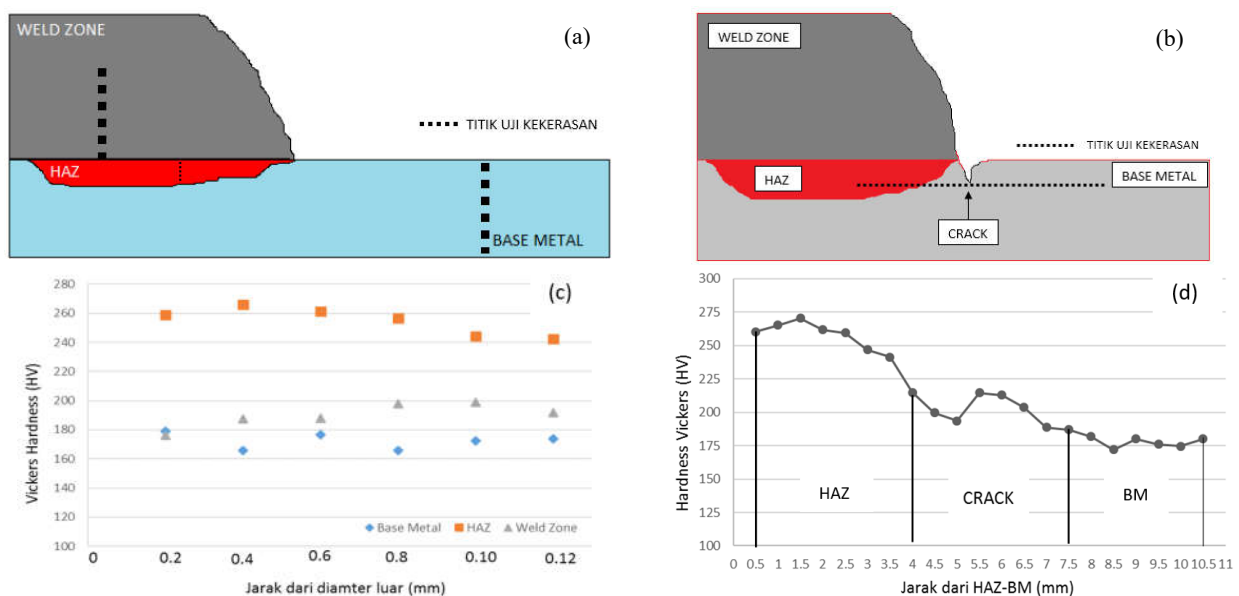 WELD ZONE
(a)
TITIK UJI KEKERASAN
HAZ
BASE METAL
WELD ZONE
(b)
TITIK UJI KEKERASAN
HAZ
BASE METAL
CRACK
(c)
280
260
240
220
200
180
160
140
120
100
Vickers Hardness (HV)
Base Metal HAZ Weld Zone
0 0.2 0.4 0.6 0.8 0.10 0.12
Jarak dari diamter luar (mm)
(d)
300
275
250
225
200
175
150
125
100
Hardness Vickers (HV)
HAZ CRACK BM
0 0.5 1 1.5 2 2.5 3 3.5 4 4.5 5 5.5 6 6.5 7 7.5 8 8.5 9 9.5 10 10.5 11
Jarak dari HAZ-BM (mm)